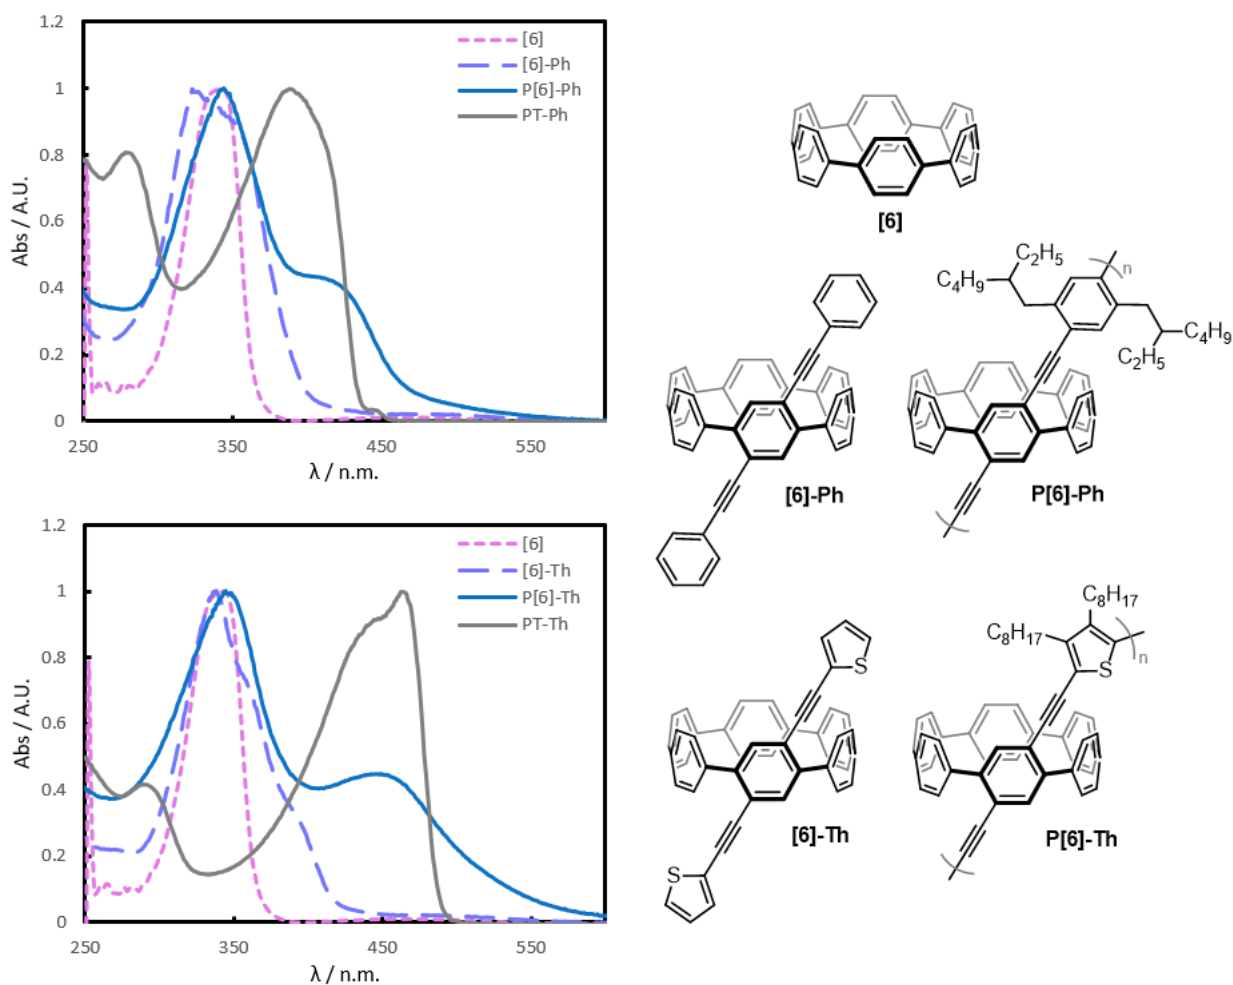 1.2
1
0.8
0.6
0.4
0.2
0
Abs / A.U.
250
350
450
550
λ / n.m.
[6]
[6]-Ph
P[6]-Ph
PT-Ph
1.2
1
0.8
0.6
0.4
0.2
0
Abs / A.U.
250
350
450
550
λ / n.m.
[6]
[6]-Th
P[6]-Th
PT-Th
[6]
[6]-Ph
C₂H₅
C₄H₉
n
C₄H₉
C₂H₅
P[6]-Ph
S
[6]-Th
S
C₈H₁₇
C₈H₁₇
S
n
P[6]-Th